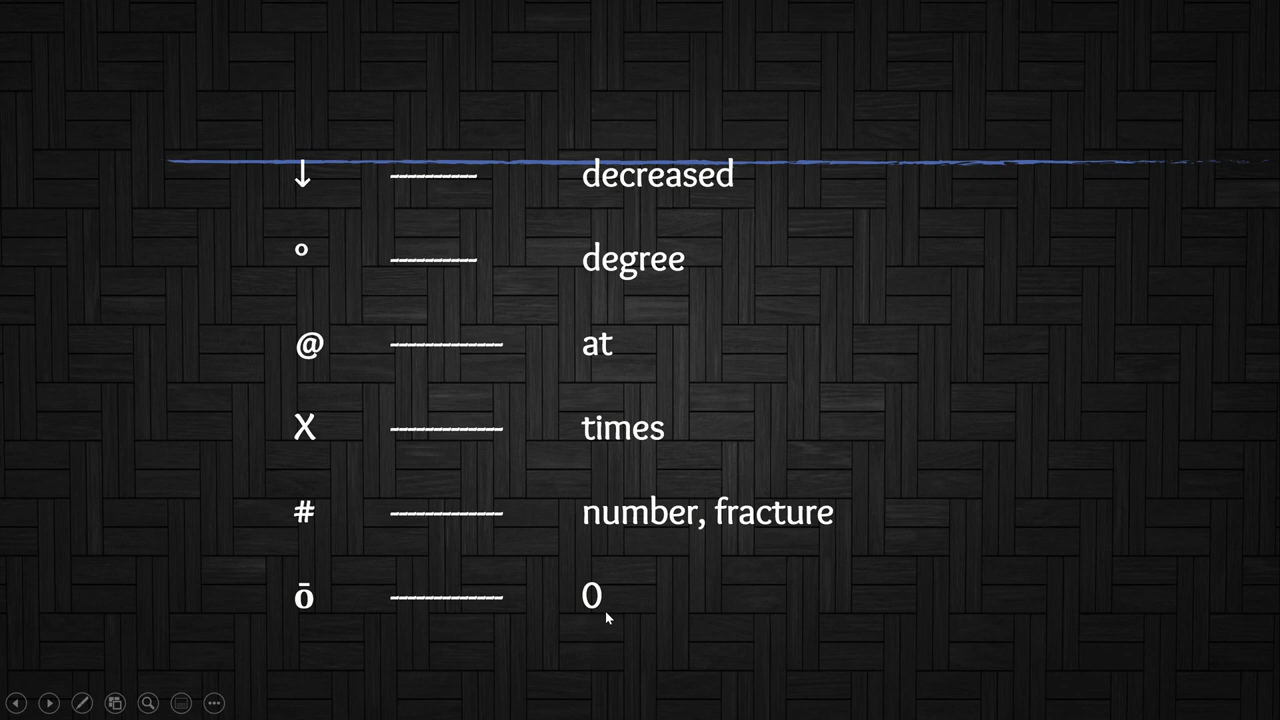 ↓ -------- decreased
° -------- degree
@ ---------- at
X ---------- times
# ---------- number, fracture
ō ---------- 0